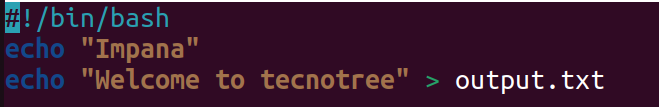 #!/bin/bash
echo "Impana"
echo "Welcome to tecnotree" > output.txt